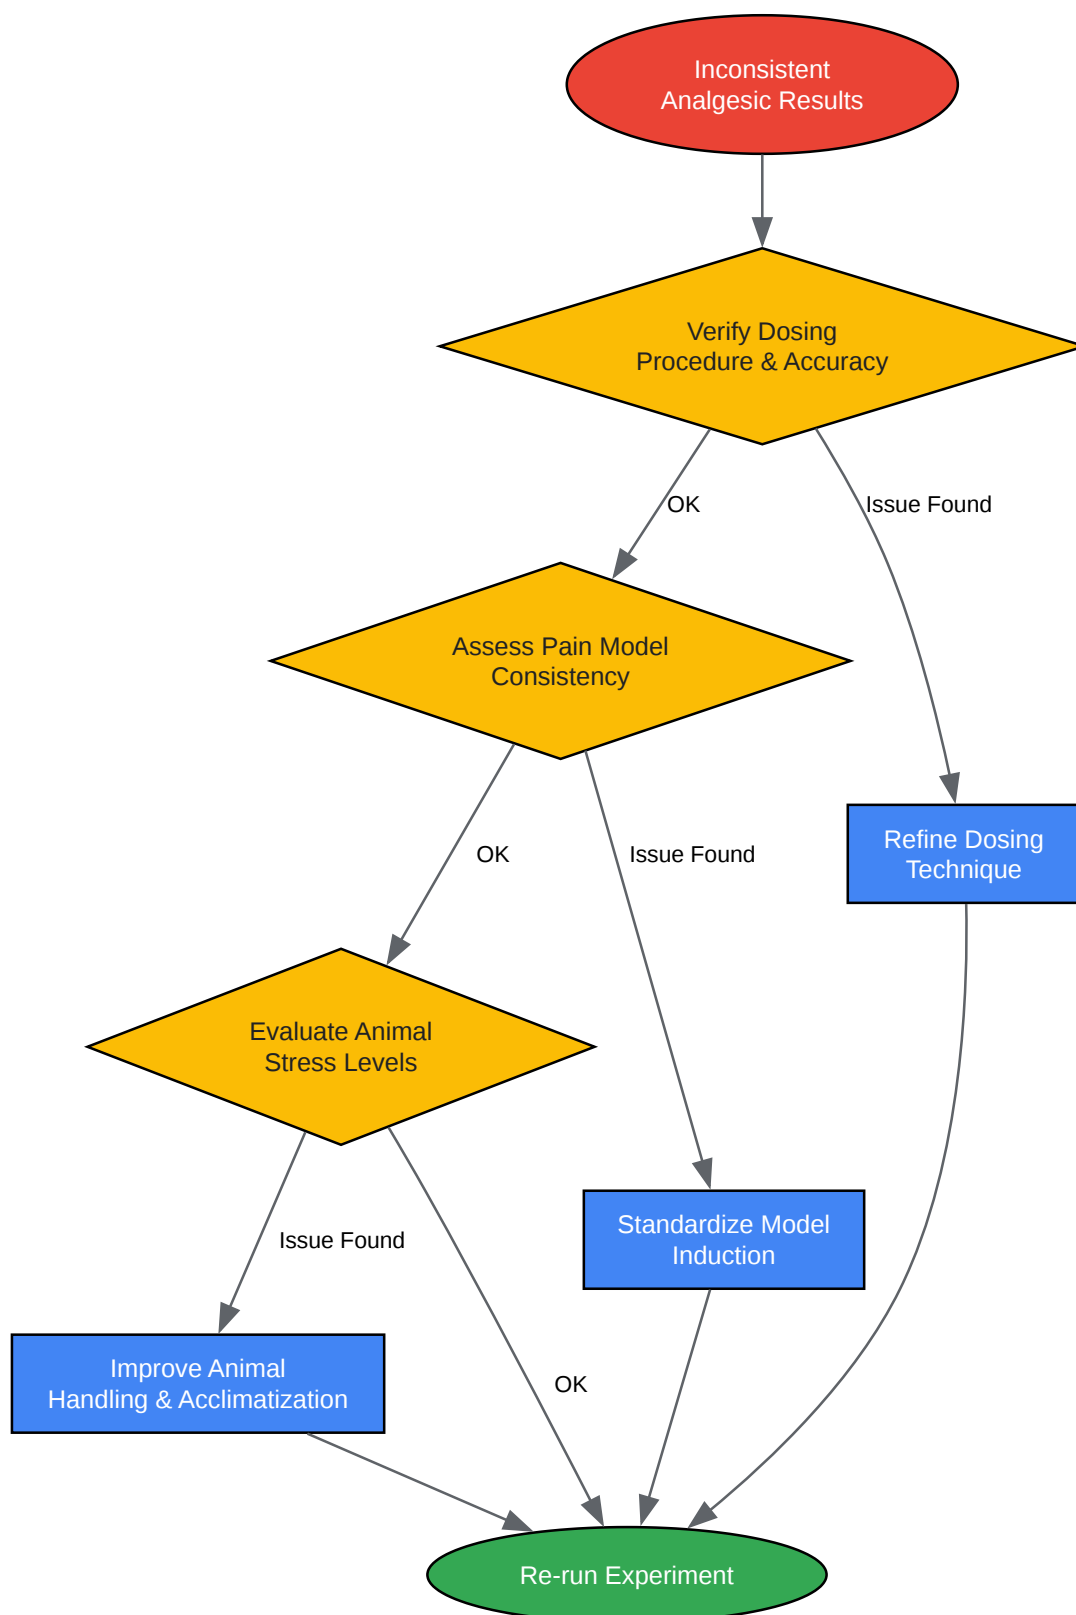 Inconsistent
Analgesic Results
Verify Dosing
Procedure & Accuracy
OK
Issue Found
Assess Pain Model
Consistency
Refine Dosing
Technique
OK
Issue Found
Evaluate Animal
Stress Levels
Standardize Model
Induction
Issue Found
Improve Animal
Handling & Acclimatization
OK
Re-run Experiment